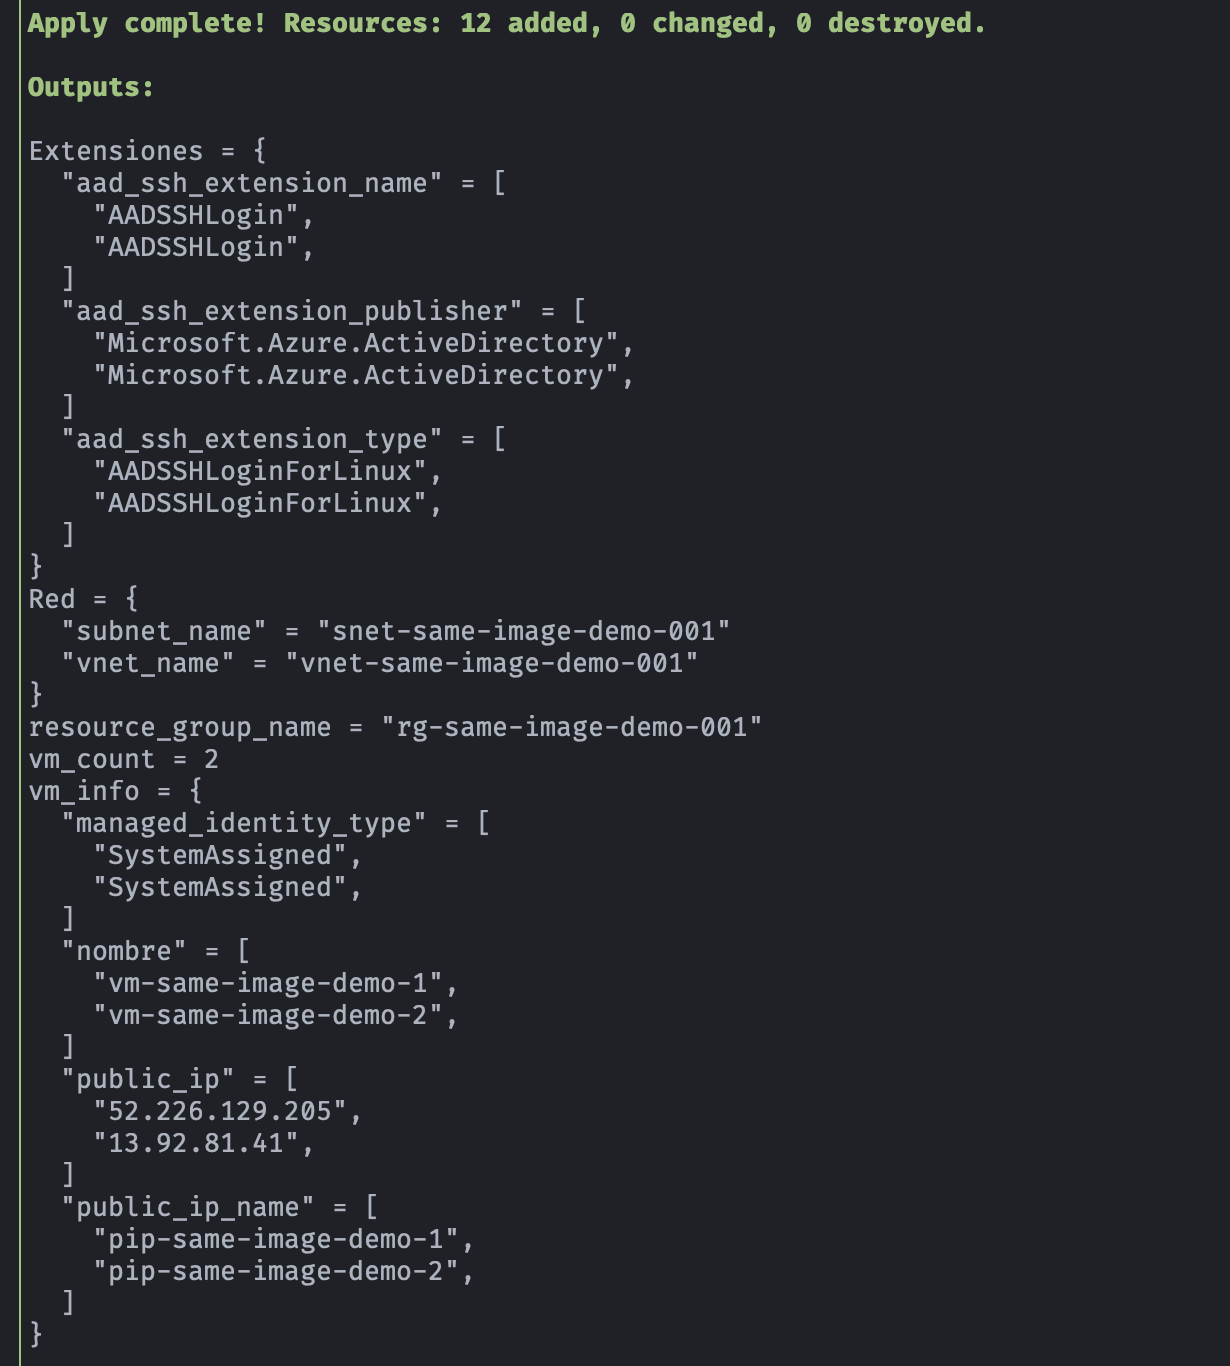 Apply complete! Resources: 12 added, 0 changed, 0 destroyed.
Outputs:
Extensiones = {
  "aad_ssh_extension_name" = [
    "AADSSHLogin",
    "AADSSHLogin",
  ]
  "aad_ssh_extension_publisher" = [
    "Microsoft.Azure.ActiveDirectory",
    "Microsoft.Azure.ActiveDirectory",
  ]
  "aad_ssh_extension_type" = [
    "AADSSHLoginForLinux",
    "AADSSHLoginForLinux",
  ]
}
Red = {
  "subnet_name" = "snet-same-image-demo-001"
  "vnet_name" = "vnet-same-image-demo-001"
}
resource_group_name = "rg-same-image-demo-001"
vm_count = 2
vm_info = {
  "managed_identity_type" = [
    "SystemAssigned",
    "SystemAssigned",
  ]
  "nombre" = [
    "vm-same-image-demo-1",
    "vm-same-image-demo-2",
  ]
  "public_ip" = [
    "52.226.129.205",
    "13.92.81.41",
  ]
  "public_ip_name" = [
    "pip-same-image-demo-1",
    "pip-same-image-demo-2",
  ]
}